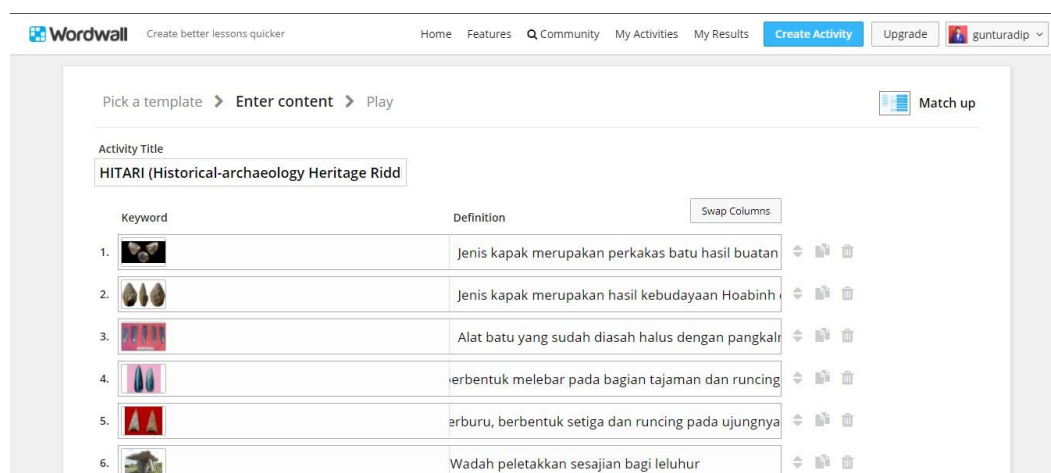 Wordwall Create better lessons quicker Home Features Community My Activities My Results Create Activity Upgrade gunturadip
Pick a template Enter content Play Match up
Activity Title
HITARI (Historical-archaeology Heritage Ridd
Keyword Definition Swap Columns
1. Jenis kapak merupakan perkakas batu hasil buatan
2. Jenis kapak merupakan hasil kebudayaan Hoabinh
3. Alat batu yang sudah diasah halus dengan
4. berbentuk melebar pada bagian tajaman dan runcing
5. erburu, berbentuk setiga dan runcing pada ujungnya
6. Wadah peletakkan sesajian bagi leluhur